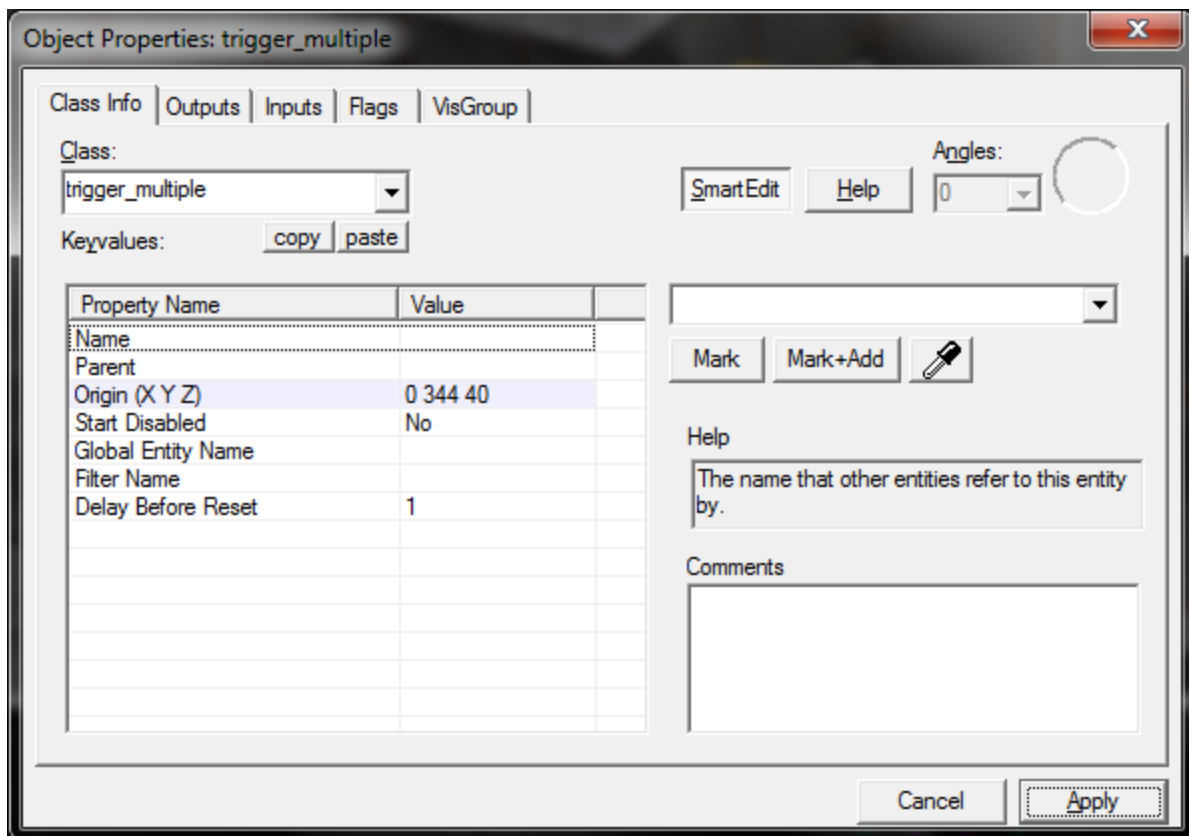 Object Properties: trigger_multiple
x
Class Info Outputs Inputs Flags VisGroup
Class:
trigger_multiple
SmartEdit
Help
Angles:
0
Keyvalues:
copy paste
Property Name Value
Name
Parent
Origin (X Y Z) 0 344 40
Start Disabled No
Global Entity Name
Filter Name
Delay Before Reset 1
Mark Mark+Add
Help
The name that other entities refer to this entity
by.
Comments
Cancel Apply